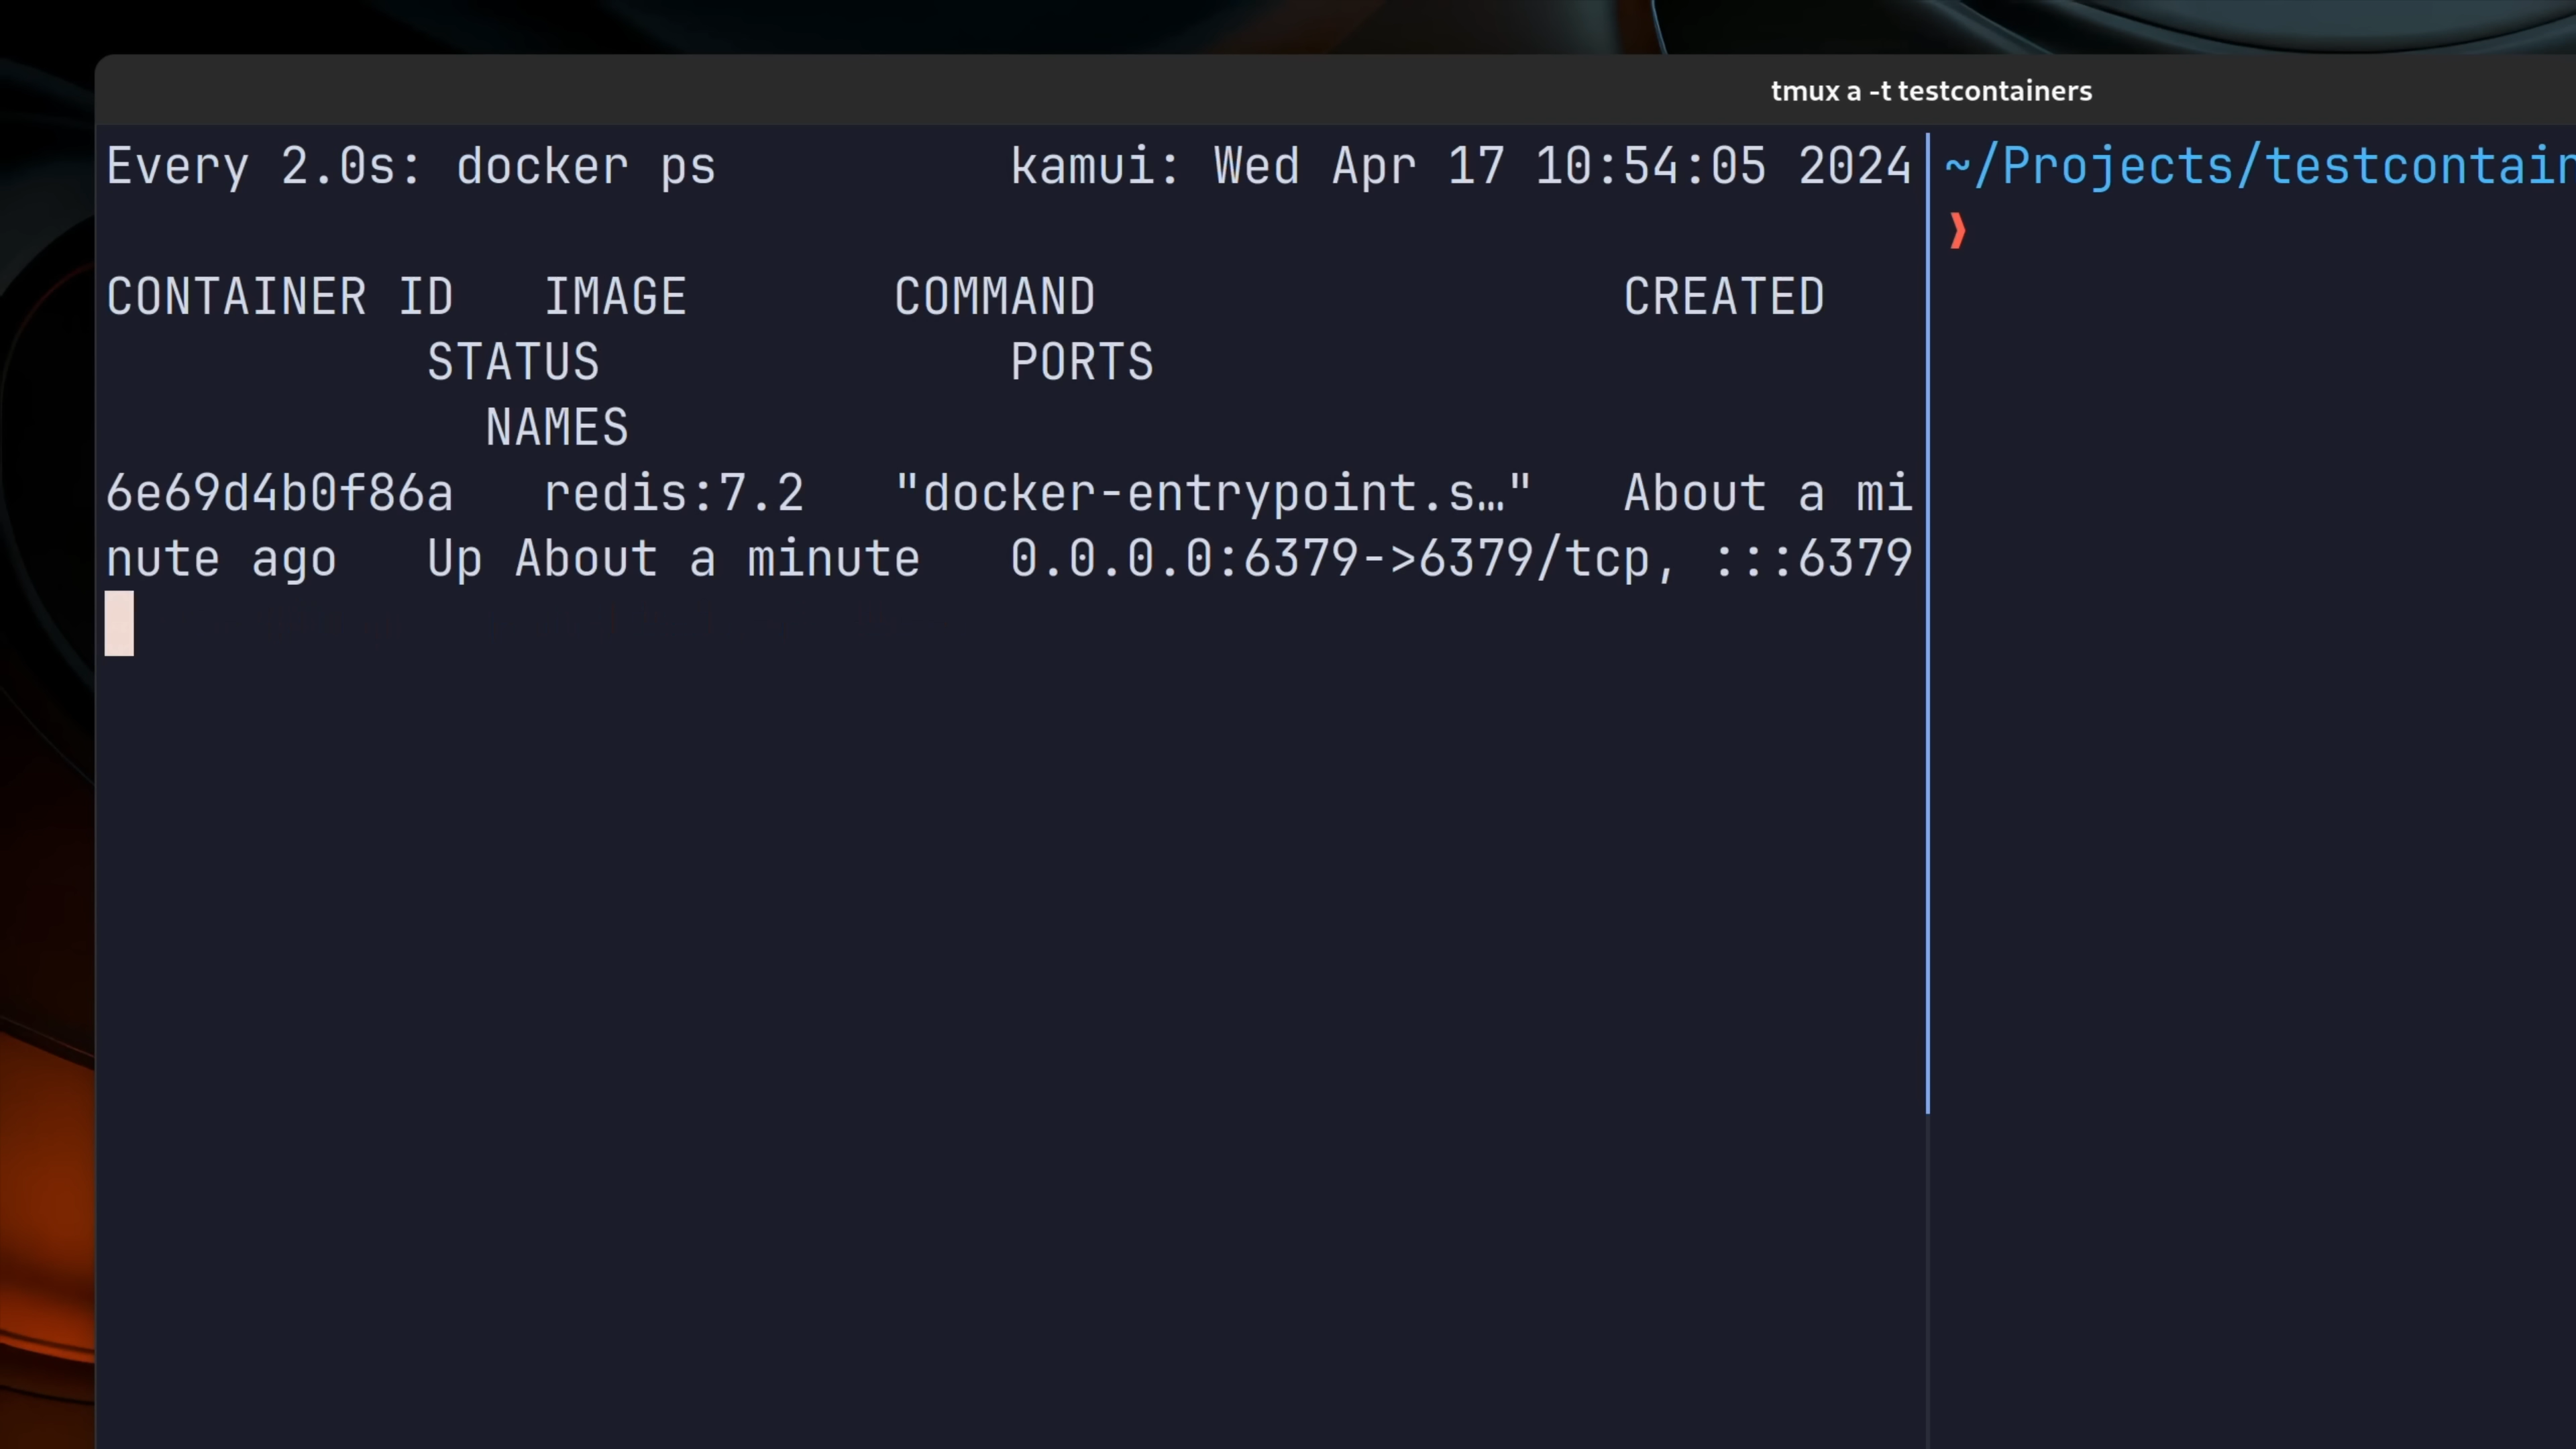 tmux a -t testcontainers
Every 2.0s: docker ps kamui: Wed Apr 17 10:54:05 2024
CONTAINER ID IMAGE COMMAND CREATED
STATUS PORTS
NAMES
6e69d4b0f86a redis:7.2 "docker-entrypoint.s…" About a mi
nute ago Up About a minute 0.0.0.0:6379->6379/tcp, :::6379
~/Projects/testcontain
❯